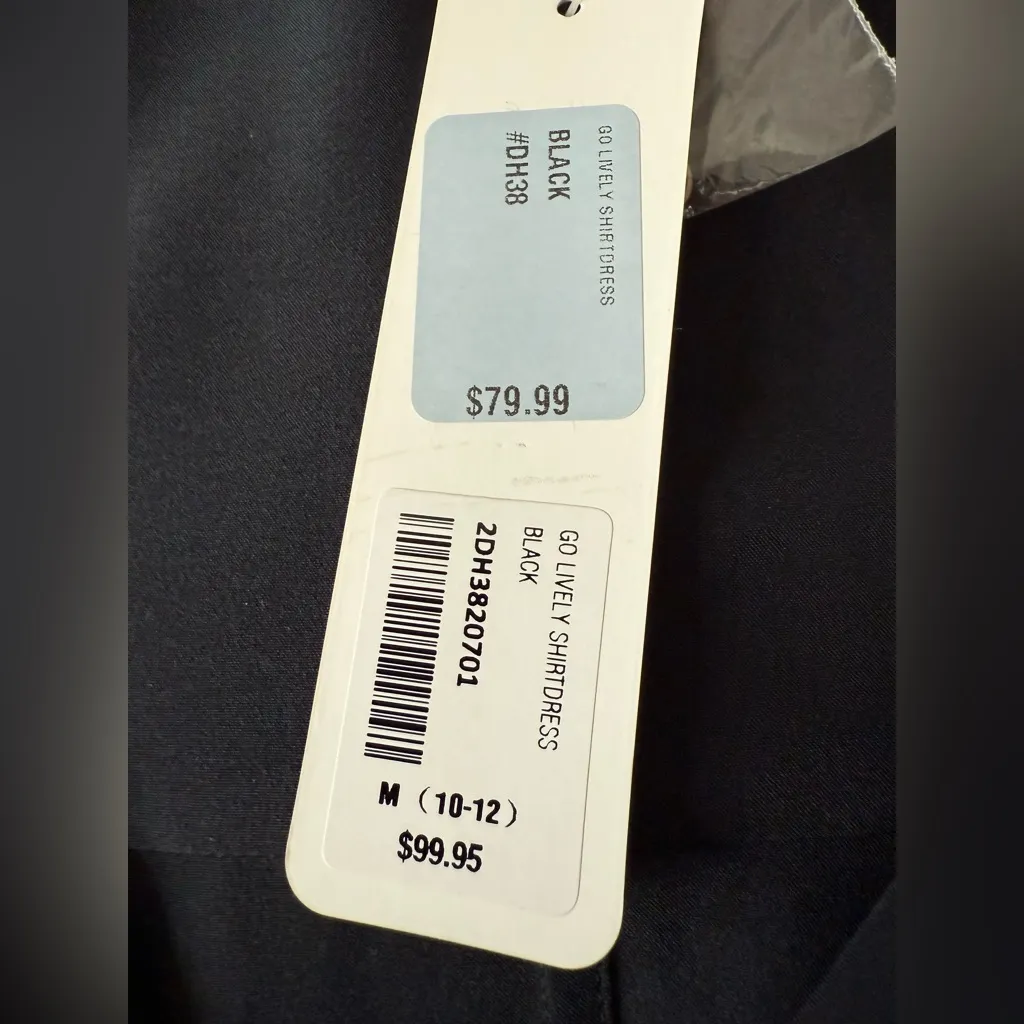 GO LIVELY SHIRTDRESS
BLACK
#DH38
$79.99
GO LIVELY SHIRTDRESS
BLACK
2DH3820701
M (10-12)
$99.95